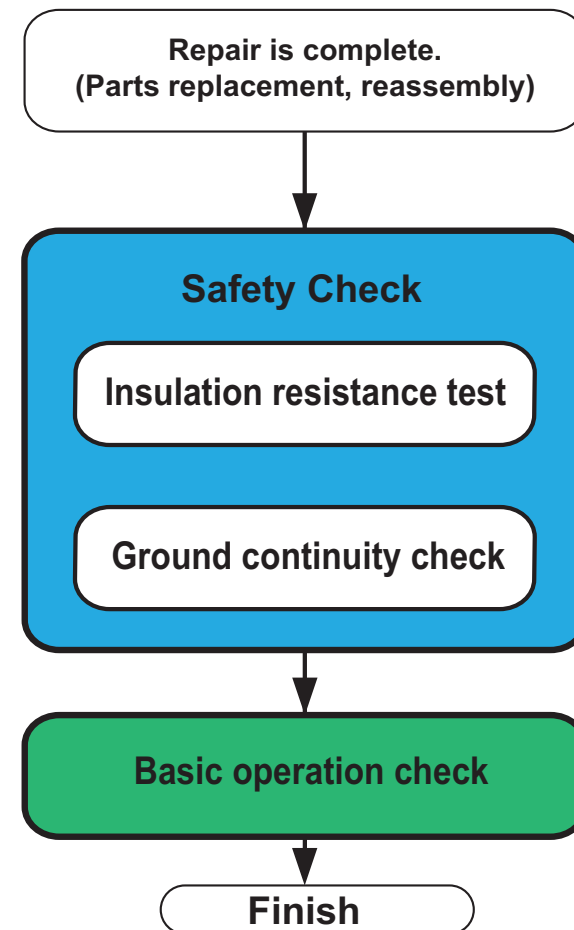 Repair is complete.
(Parts replacement, reassembly)
Safety Check
Insulation resistance test
Ground continuity check
Basic operation check
Finish